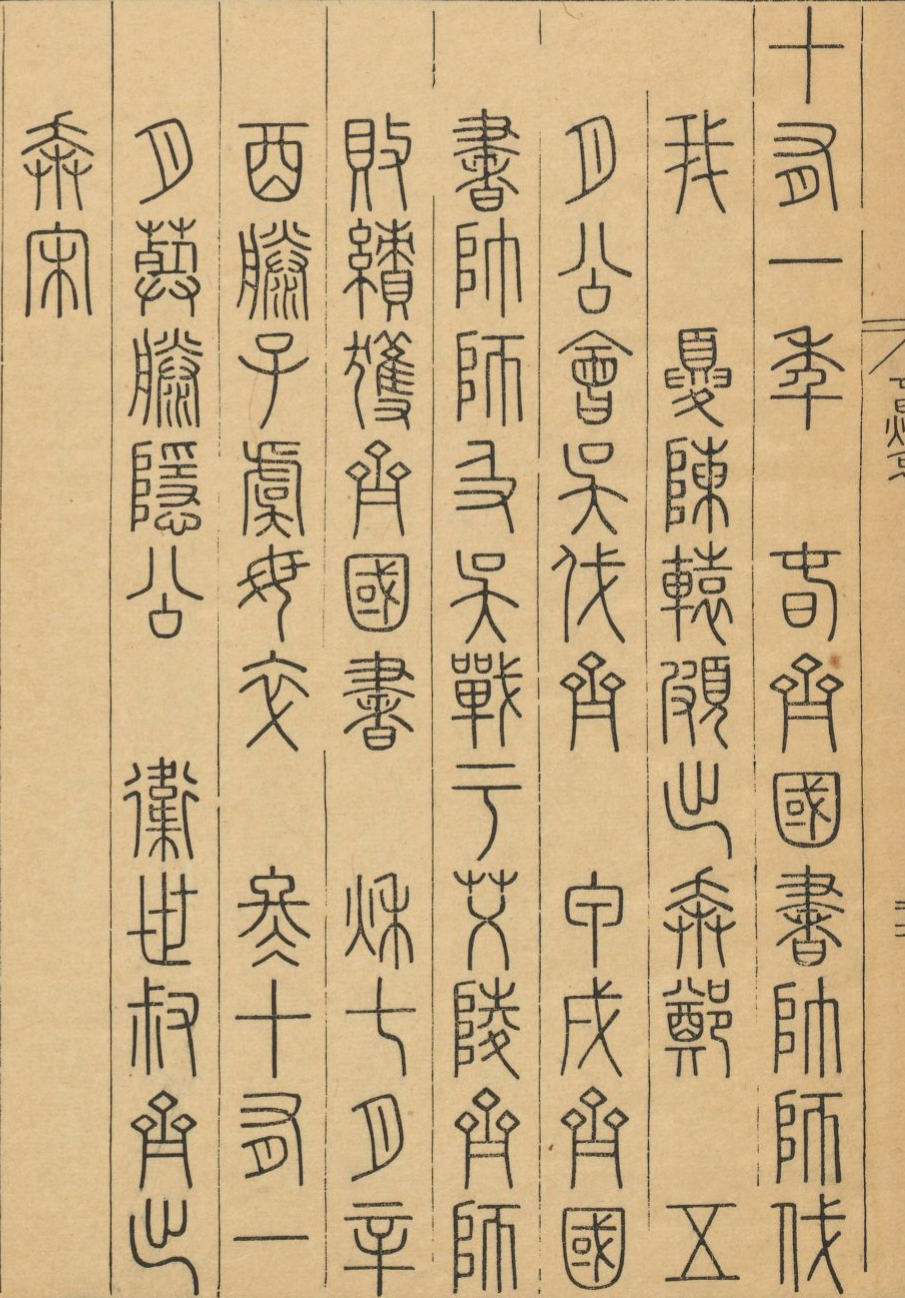 十有一年　春齊國書帥師伐
我　夏陳轅頗出奔鄭　五
月公會吳伐齊　甲戌齊國
書帥師及吳戰于艾陵齊師
敗績獲齊國書　秋七月辛
酉滕子虞毋卒　冬十有一
月葬滕隱公　衛世叔齊出
奔宋